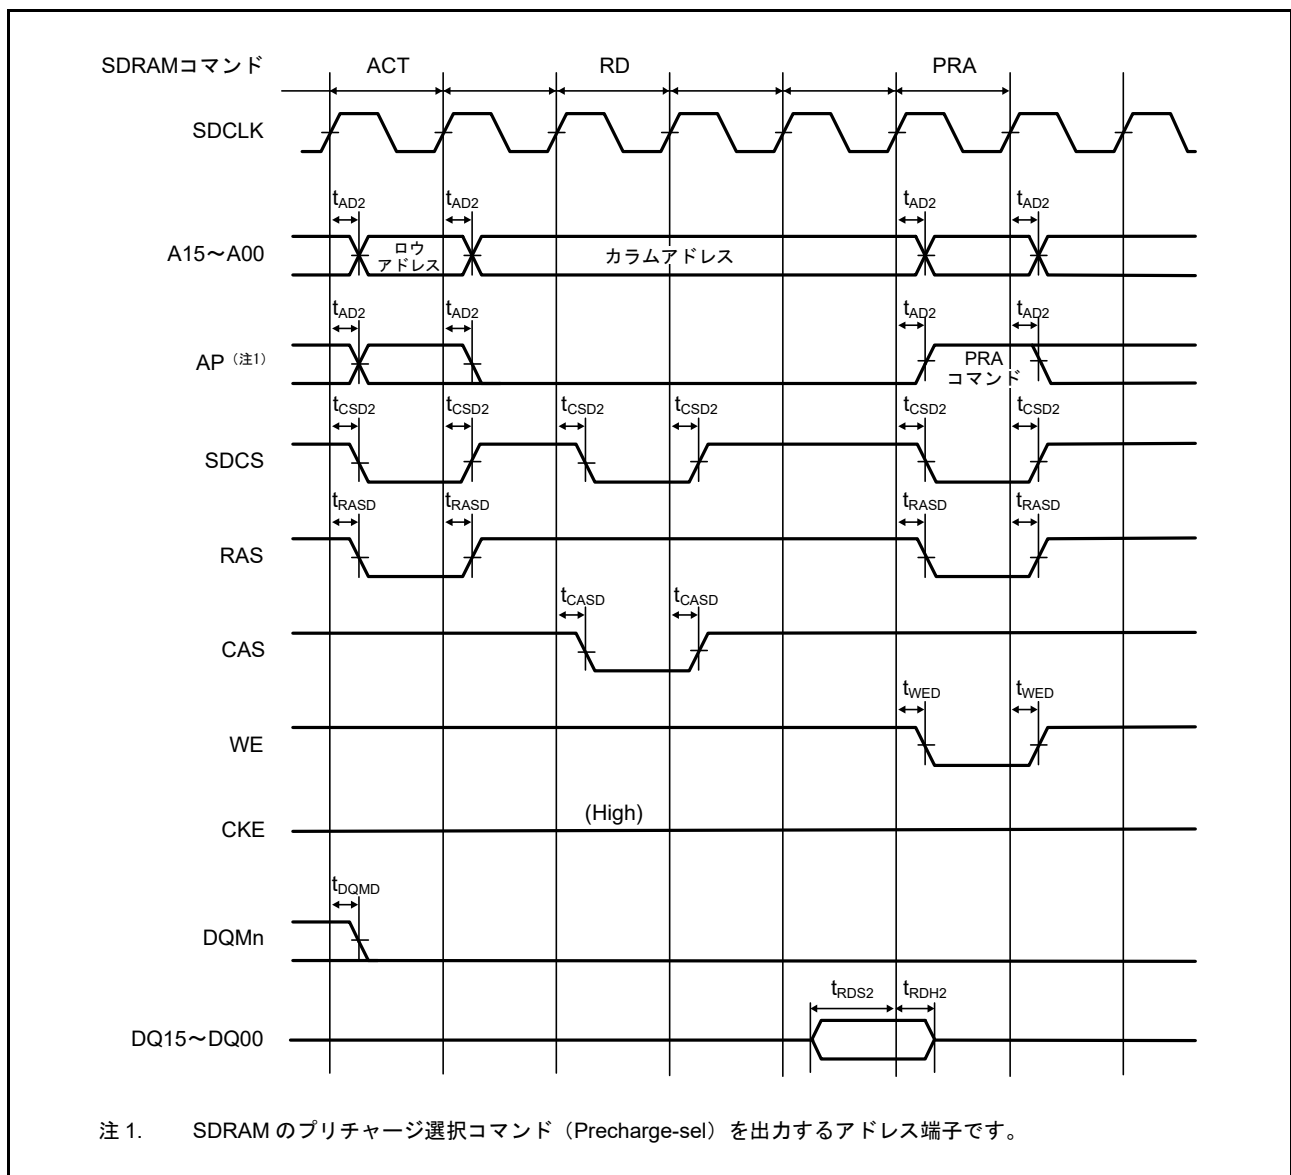 SDRAMコマンド ACT RD PRA
SDCLK
tAD2 tAD2 tAD2 tAD2
A15～A00 ロウ アドレス カラムアドレス
tAD2 tAD2 tAD2 tAD2
AP（注1） PRA コマンド
tCSD2 tCSD2 tCSD2 tCSD2 tCSD2 tCSD2
SDCS
tRASD tRASD tRASD tRASD
RAS
tCASD tCASD
CAS
tWED tWED
WE
(High)
CKE
tDQMD
DQMn
tRDS2 tRDH2
DQ15～DQ00
注 1. SDRAM のプリチャージ選択コマンド（Precharge-sel）を出力するアドレス端子です。